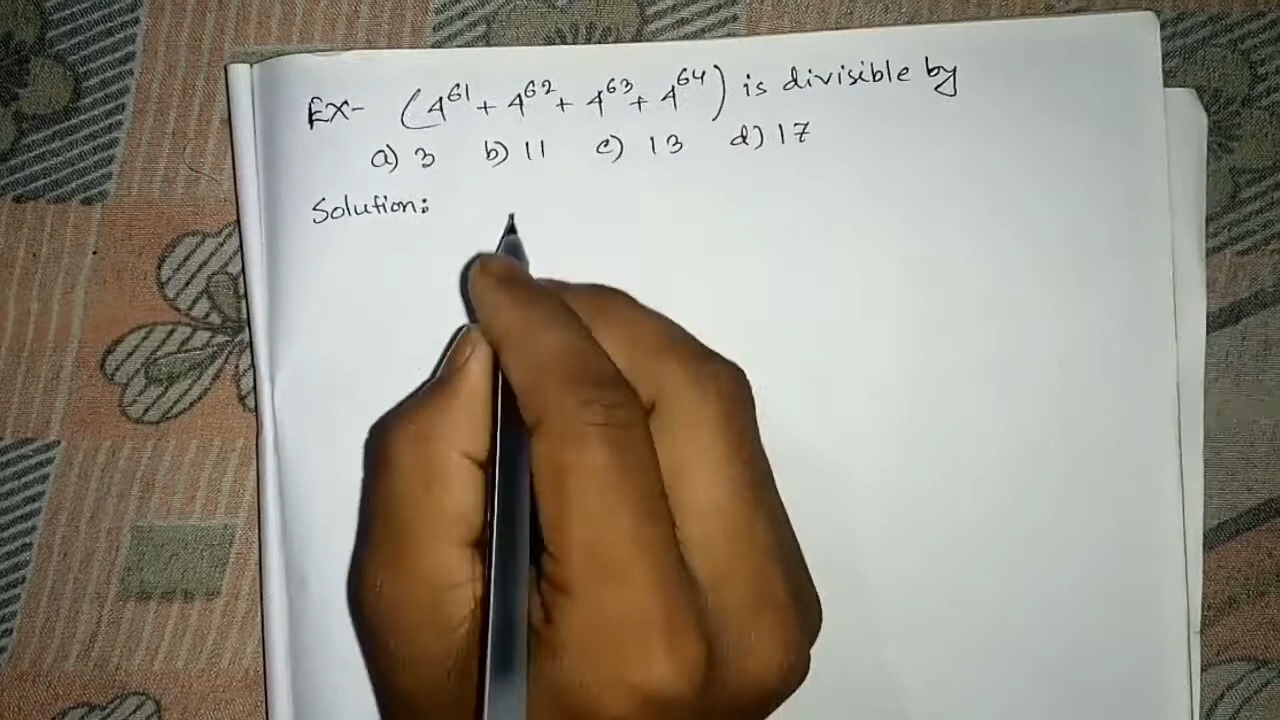 Ex- (4^61 + 4^62 + 4^63 + 4^64) is divisible by
a) 3 b) 11 c) 13 d) 17
Solution: